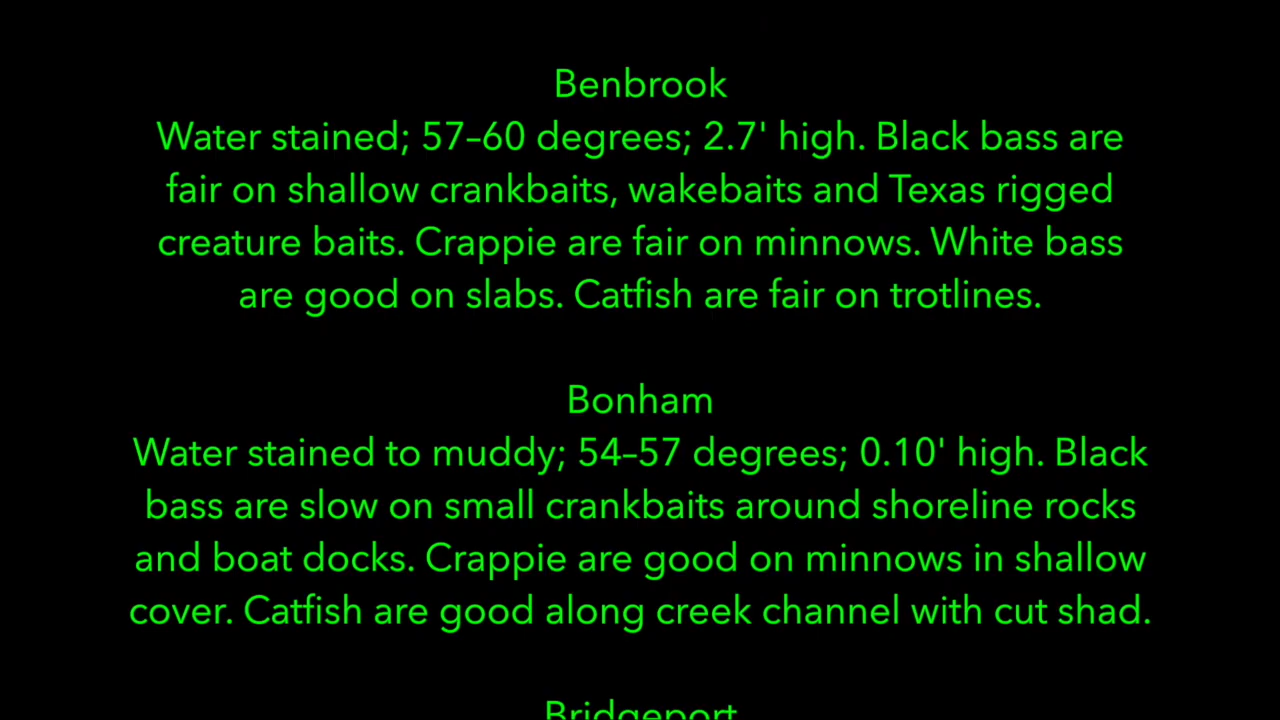 Benbrook
Water stained; 57–60 degrees; 2.7' high. Black bass are
fair on shallow crankbaits, wakebaits and Texas rigged
creature baits. Crappie are fair on minnows. White bass
are good on slabs. Catfish are fair on trotlines.
Bonham
Water stained to muddy; 54–57 degrees; 0.10' high. Black
bass are slow on small crankbaits around shoreline rocks
and boat docks. Crappie are good on minnows in shallow
cover. Catfish are good along creek channel with cut shad.
Bridgeport